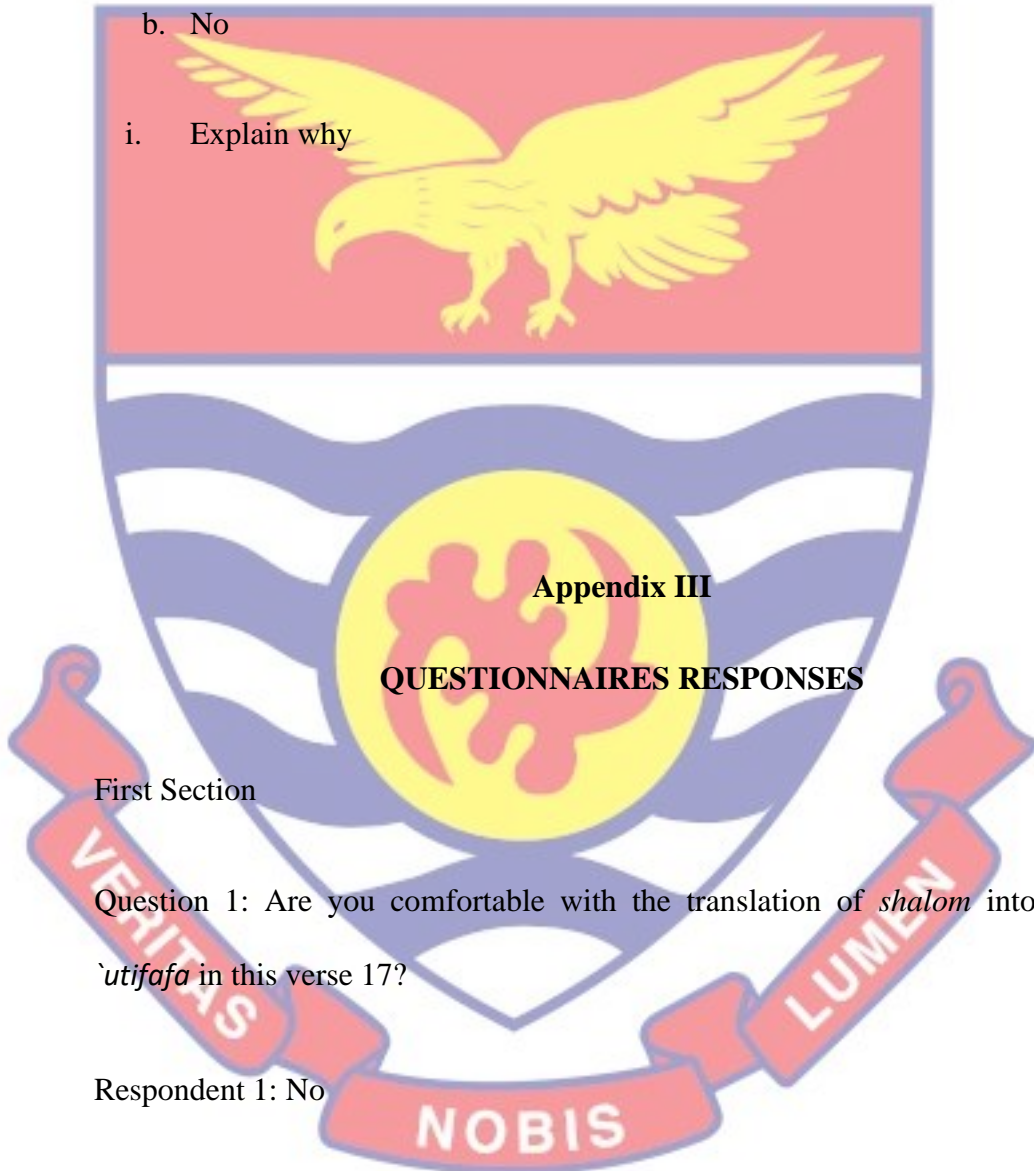 b. No
i. Explain why
Appendix III
QUESTIONNAIRES RESPONSES
First Section
Question 1: Are you comfortable with the translation of shalom into
`utifafa in this verse 17?
Respondent 1: No
VERITAS
NOBIS
LUMEN